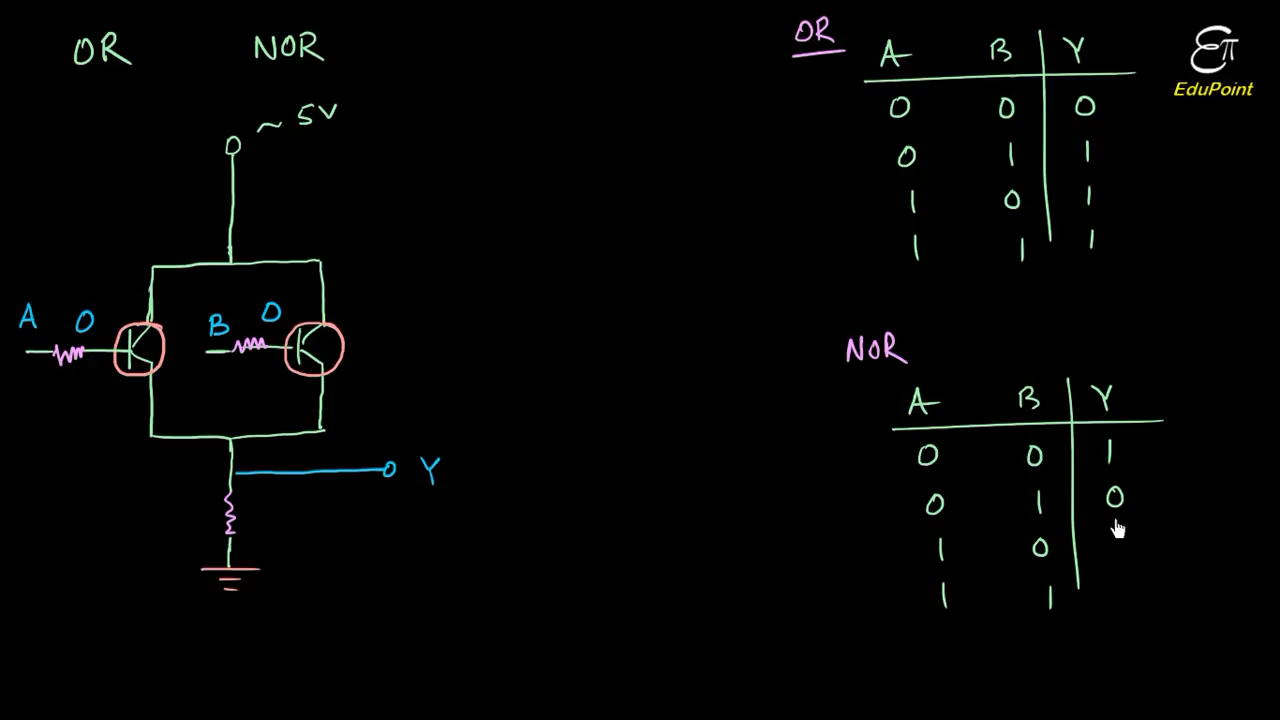 OR NOR
~ 5V
A 0 B 0
Y
OR
A B Y
0 0 0
0 1 1
1 0 1
1 1 1
επ
EduPoint
NOR
A B Y
0 0 1
0 1 0
1 0
1 1